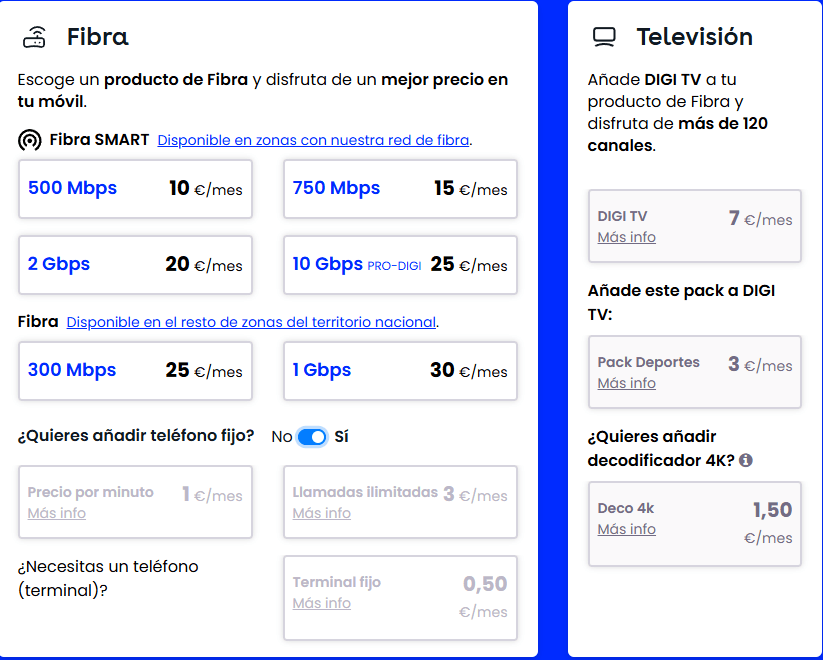 Fibra
Escoge un producto de Fibra y disfruta de un mejor precio en
tu móvil.
Fibra SMART Disponible en zonas con nuestra red de fibra.
500 Mbps 10 €/mes
750 Mbps 15 €/mes
2 Gbps 20 €/mes
10 Gbps PRO-DIGI 25 €/mes
Fibra Disponible en el resto de zonas del territorio nacional.
300 Mbps 25 €/mes
1 Gbps 30 €/mes
¿Quieres añadir teléfono fijo? No Sí
Precio por minuto 1 €/mes
Más info
Llamadas ilimitadas 3 €/mes
Más info
¿Necesitas un teléfono
(terminal)?
Terminal fijo 0,50
Más info €/mes
Televisión
Añade DIGI TV a tu
producto de Fibra y
disfruta de más de 120
canales.
DIGI TV 7 €/mes
Más info
Añade este pack a DIGI
TV:
Pack Deportes 3 €/mes
Más info
¿Quieres añadir
decodificador 4K?
Deco 4k 1,50
Más info €/mes